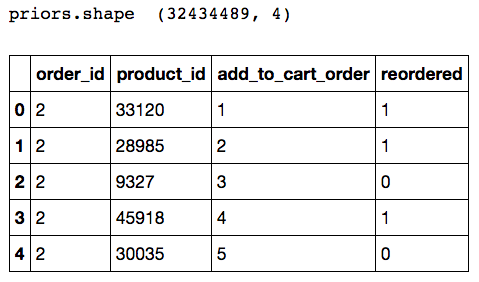 priors.shape (32434489, 4)
order_id product_id add_to_cart_order reordered
0 2 33120 1 1
1 2 28985 2 1
2 2 9327 3 0
3 2 45918 4 1
4 2 30035 5 0